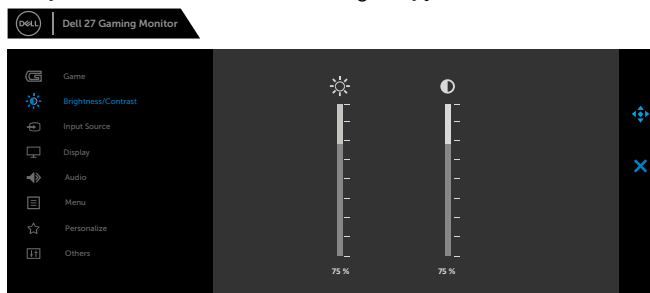 DELL
Dell 27 Gaming Monitor
Game
Brightness/Contrast
Input Source
Display
Audio
Menu
Personalize
Others
75 %
75 %